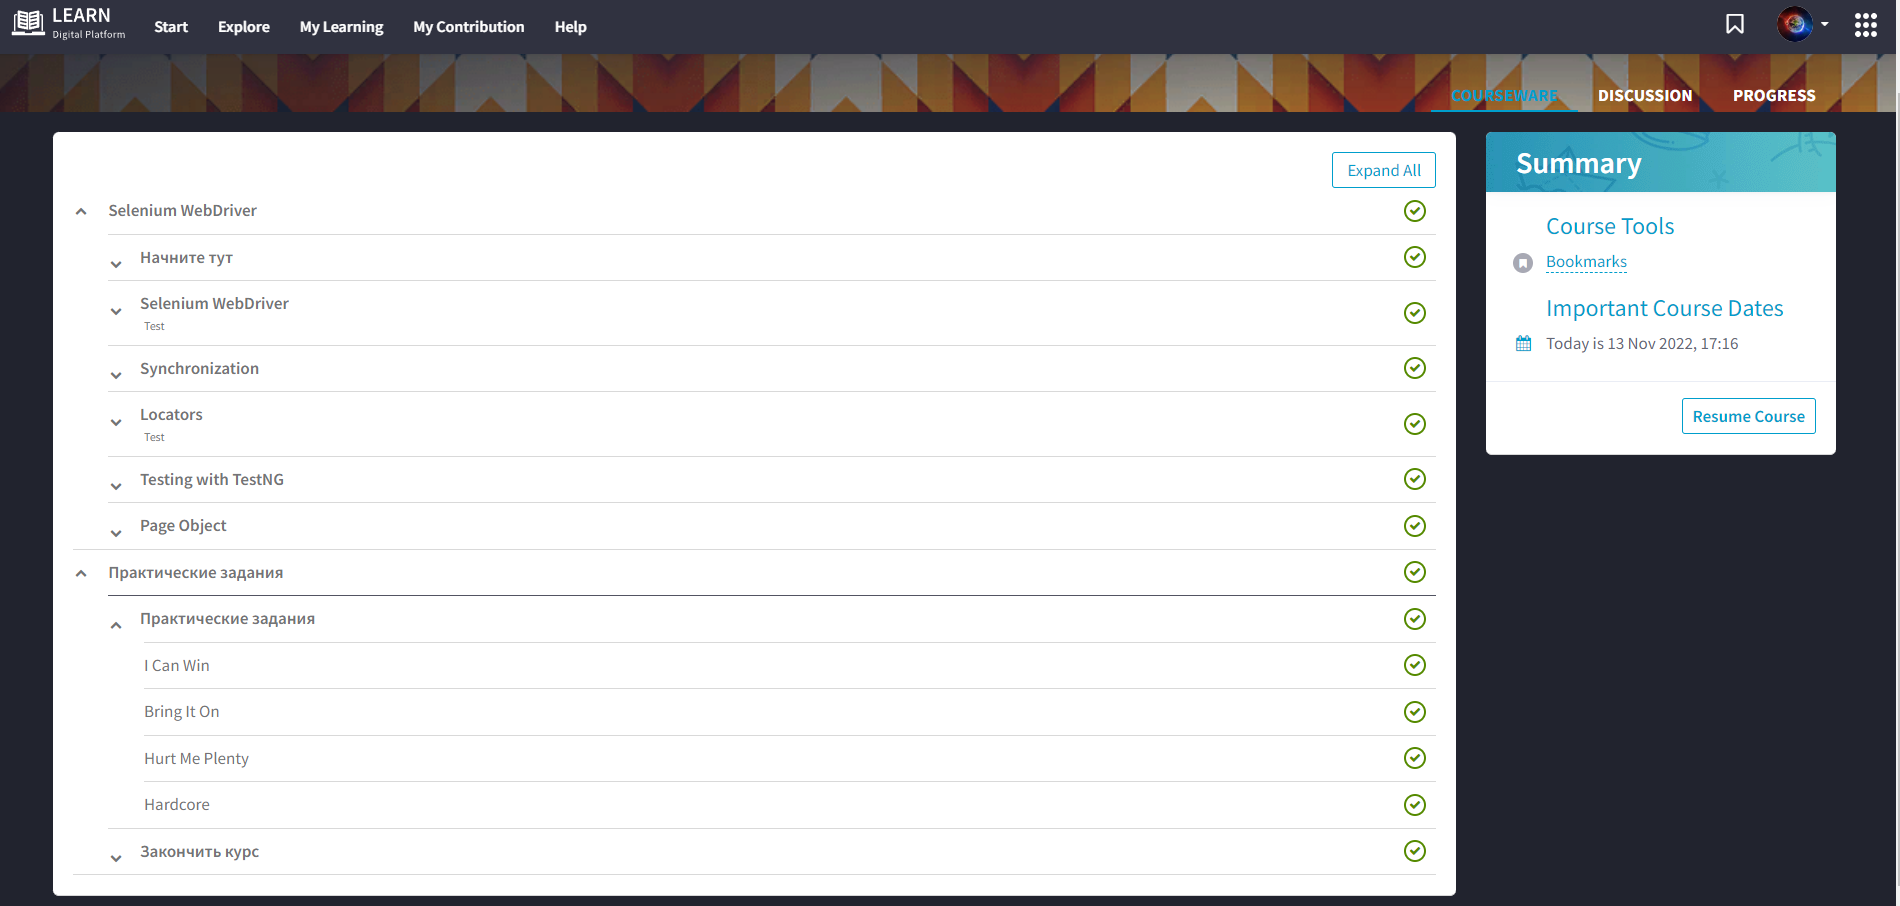 LEARN
Digital Platform
Start
Explore
My Learning
My Contribution
Help
COURSEWARE
DISCUSSION
PROGRESS
Expand All
Selenium WebDriver
Начните тут
Selenium WebDriver
Test
Synchronization
Locators
Test
Testing with TestNG
Page Object
Практические задания
Практические задания
I Can Win
Bring It On
Hurt Me Plenty
Hardcore
Закончить курс
Summary
Course Tools
Bookmarks
Important Course Dates
Today is 13 Nov 2022, 17:16
Resume Course